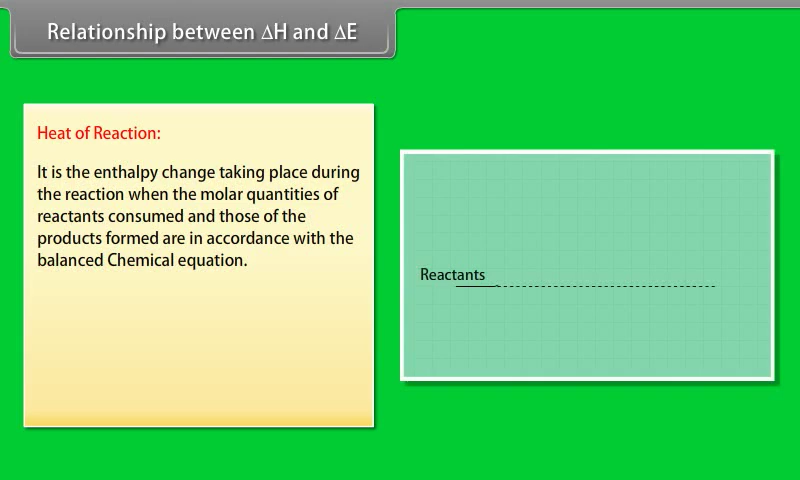 Relationship between ΔH and ΔE
Heat of Reaction:
It is the enthalpy change taking place during
the reaction when the molar quantities of
reactants consumed and those of the
products formed are in accordance with the
balanced Chemical equation.
Reactants